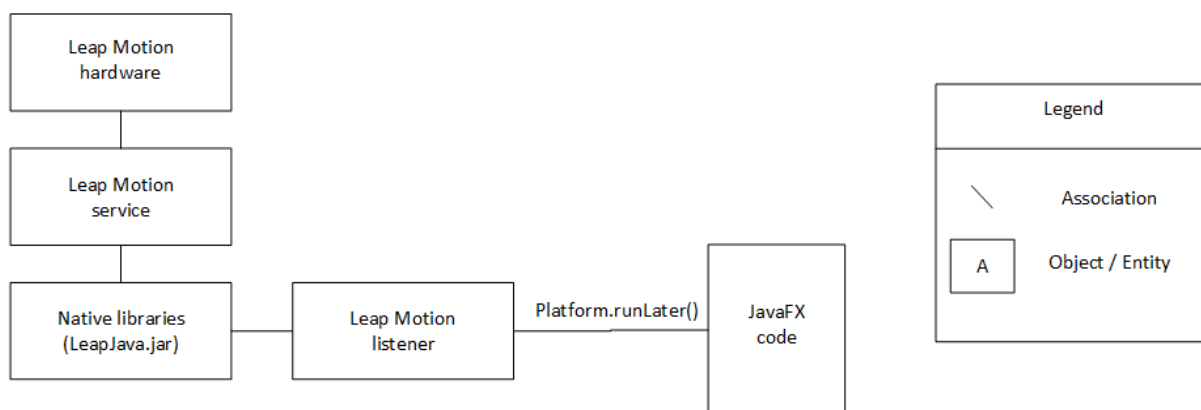 Leap Motion
hardware
Leap Motion
service
Native libraries
(LeapJava.jar)
Leap Motion
listener
Platform.runLater()
JavaFX
code
Legend
Association
A
Object / Entity